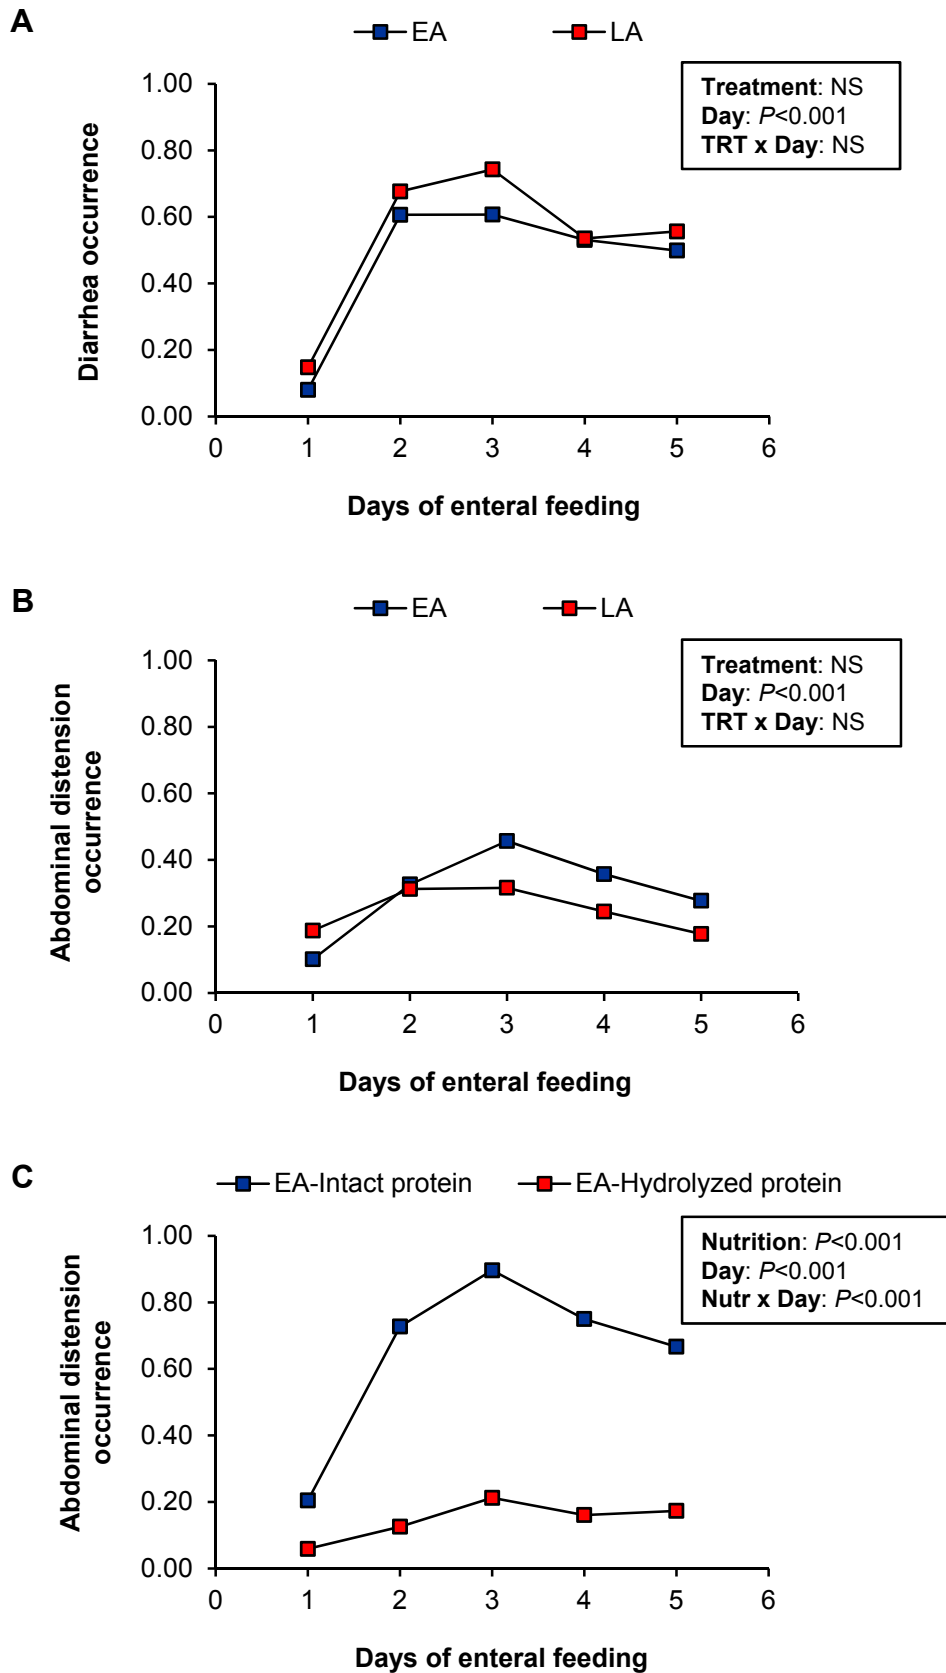 A
EA LA
Treatment: NS
Day: P<0.001
TRT x Day: NS
Diarrhea occurrence
1.00
0.80
0.60
0.40
0.20
0.00
0 1 2 3 4 5 6
Days of enteral feeding
B
EA LA
Treatment: NS
Day: P<0.001
TRT x Day: NS
Abdominal distension
occurrence
1.00
0.80
0.60
0.40
0.20
0.00
0 1 2 3 4 5 6
Days of enteral feeding
C
EA-Intact protein EA-Hydrolyzed protein
Nutrition: P<0.001
Day: P<0.001
Nutr x Day: P<0.001
Abdominal distension
occurrence
1.00
0.80
0.60
0.40
0.20
0.00
0 1 2 3 4 5 6
Days of enteral feeding